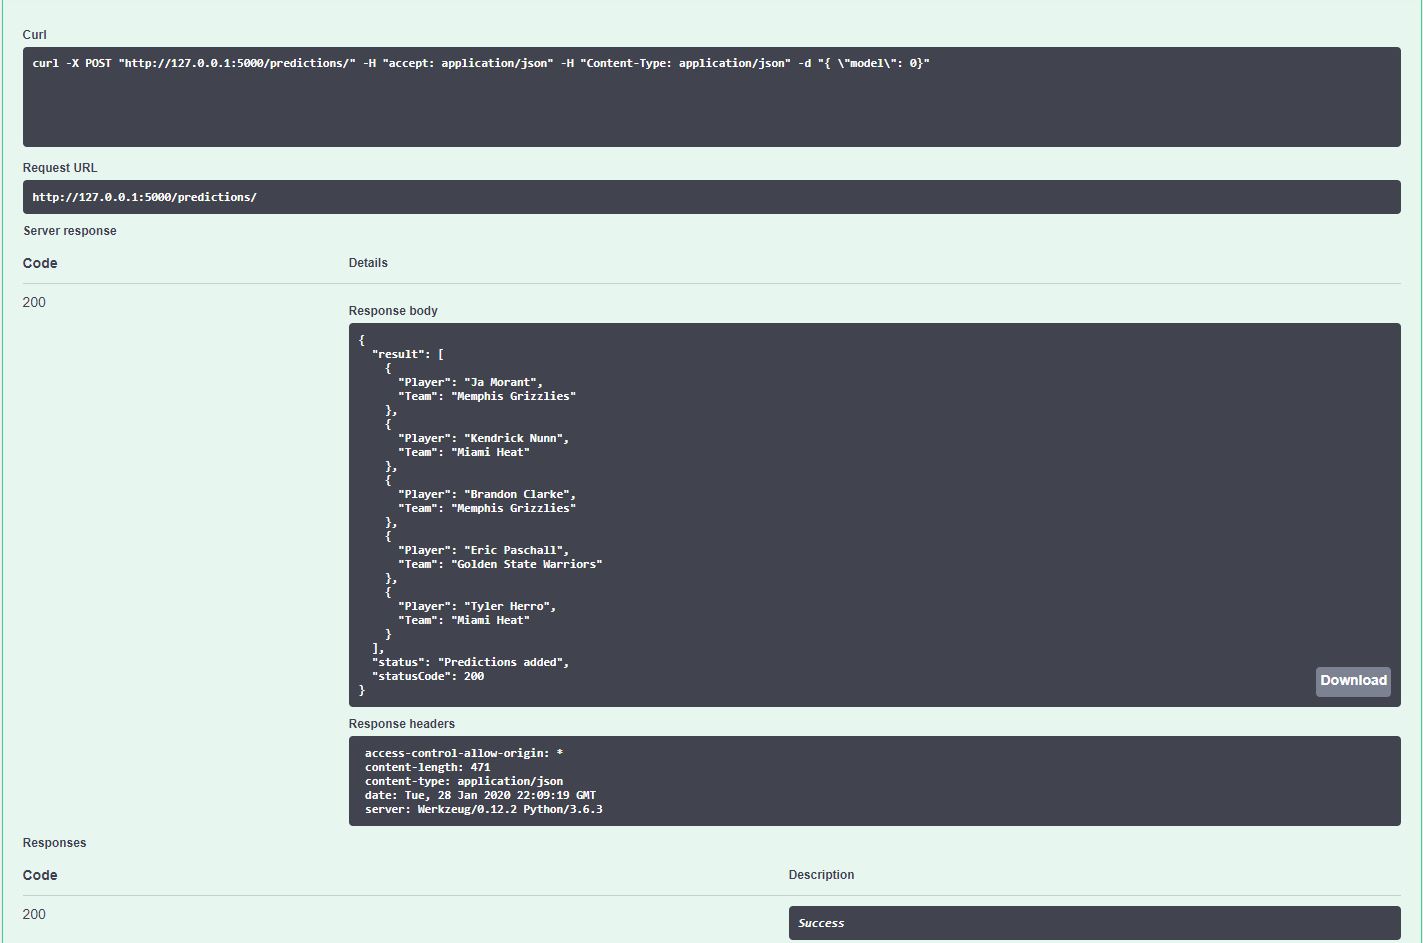 Curl
curl -X POST "http://127.0.0.1:5000/predictions/" -H "accept: application/json" -H "Content-Type: application/json" -d "{ \"model\": 0}"
Request URL
http://127.0.0.1:5000/predictions/
Server response
Code Details
200
Response body
{
  "result": [
    {
      "Player": "Ja Morant",
      "Team": "Memphis Grizzlies"
    },
    {
      "Player": "Kendrick Nunn",
      "Team": "Miami Heat"
    },
    {
      "Player": "Brandon Clarke",
      "Team": "Memphis Grizzlies"
    },
    {
      "Player": "Eric Paschall",
      "Team": "Golden State Warriors"
    },
    {
      "Player": "Tyler Herro",
      "Team": "Miami Heat"
    }
  ],
  "status": "Predictions added",
  "statusCode": 200
}
Download
Response headers
access-control-allow-origin: *
content-length: 471
content-type: application/json
date: Tue, 28 Jan 2020 22:09:19 GMT
server: Werkzeug/0.12.2 Python/3.6.3
Responses
Code Description
200
Success